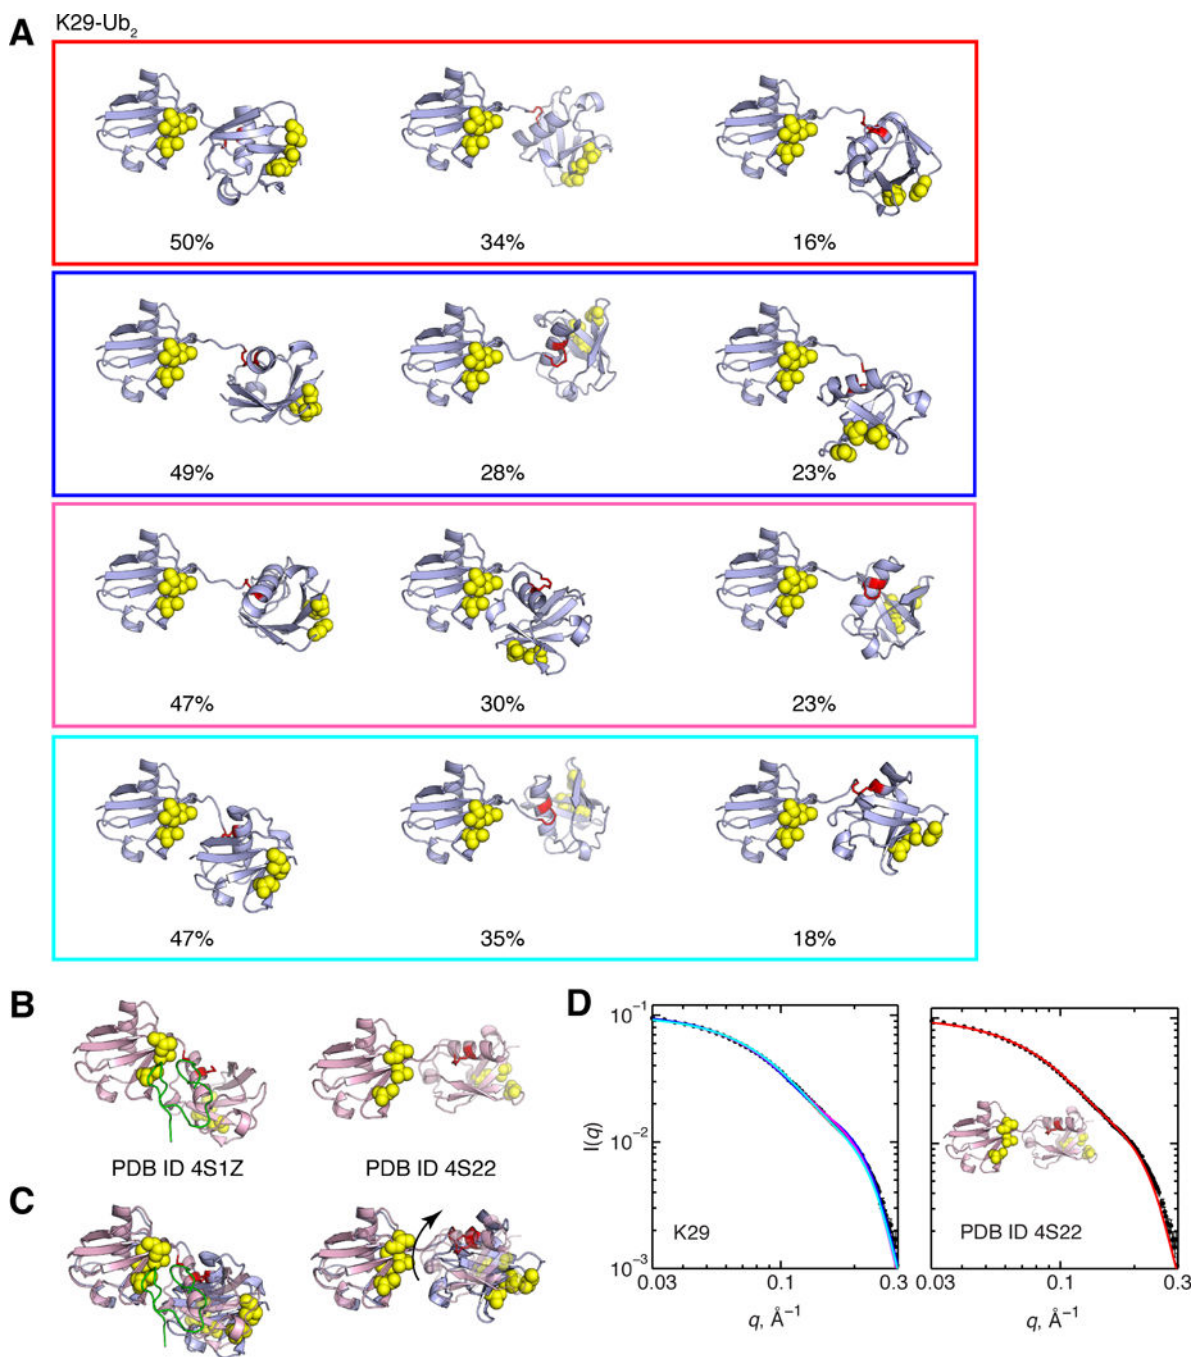 A
K29-Ub2
50% 34% 16%
49% 28% 23%
47% 30% 23%
47% 35% 18%
B
PDB ID 4S1Z PDB ID 4S22
C
D
I(q)
10-1
10-2
10-3
K29
0.03 0.1 0.3
q, Å-1
PDB ID 4S22
0.03 0.1 0.3
q, Å-1